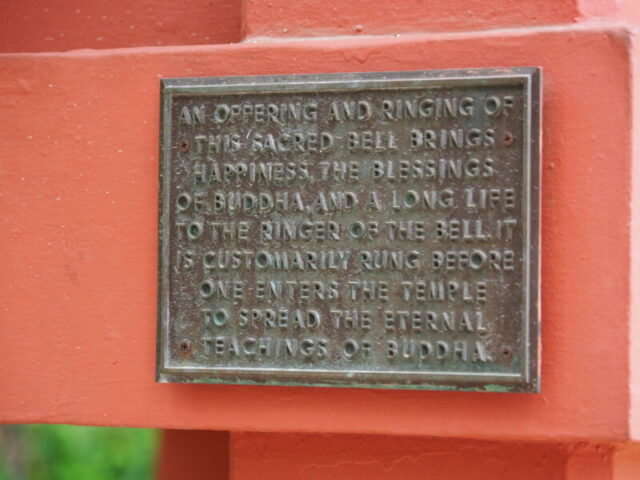 AN OFFERING AND RINGING OF
THIS SACRED BELL BRINGS
HAPPINESS, THE BLESSINGS
OF BUDDHA, AND A LONG LIFE
TO THE RINGER OF THE BELL. IT
IS CUSTOMARILY RUNG BEFORE
ONE ENTERS THE TEMPLE
TO SPREAD THE ETERNAL
TEACHINGS OF BUDDHA.